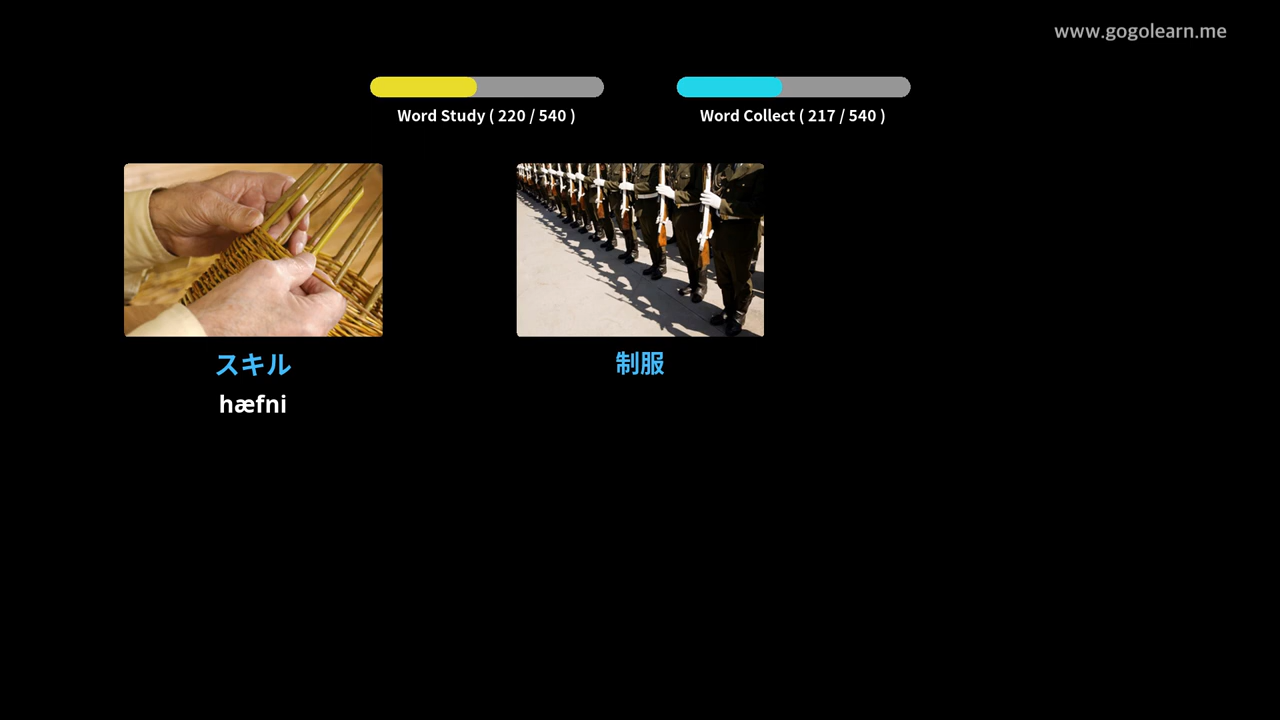 www.gogolearn.me
Word Study ( 220 / 540 )
Word Collect ( 217 / 540 )
スキル
制服
hæfni